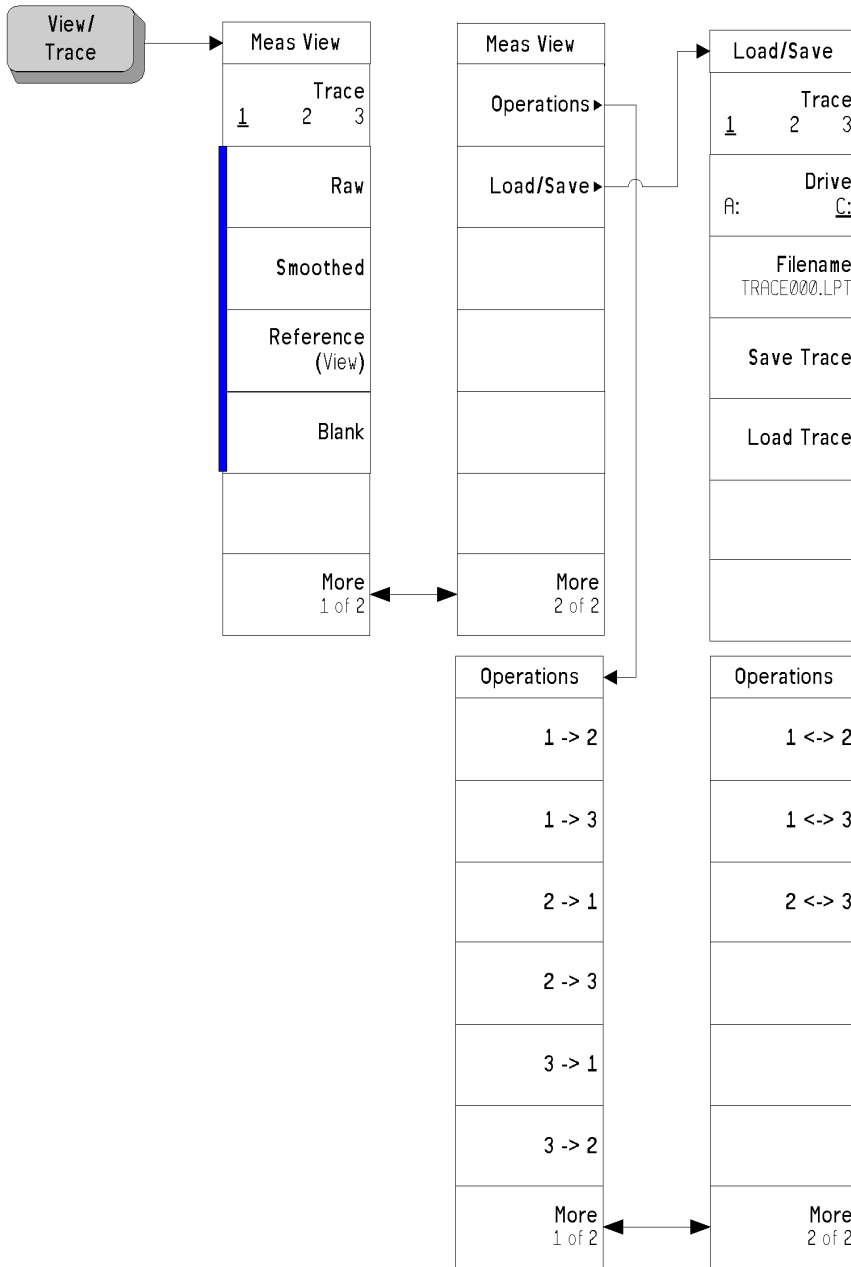 View/
Trace
Meas View
Trace
1 2 3
Raw
Smoothed
Reference
(View)
Blank
More
1 of 2
Meas View
Operations
Load/Save
More
2 of 2
Load/Save
Trace
1 2 3
Drive
A: C:
Filename
TRACE000.LPT
Save Trace
Load Trace
Operations
1 -> 2
1 -> 3
2 -> 1
2 -> 3
3 -> 1
3 -> 2
More
1 of 2
Operations
1 <-> 2
1 <-> 3
2 <-> 3
More
2 of 2